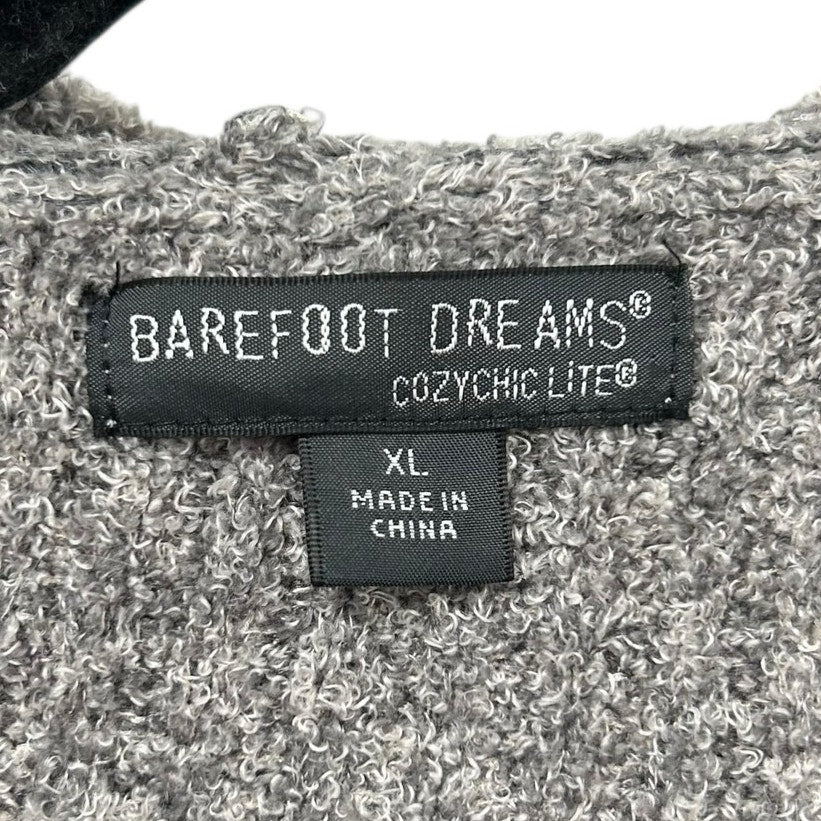 BAREFOOT DREAMS®
COZYCHIC LiTE®
XL
MADE IN
CHINA